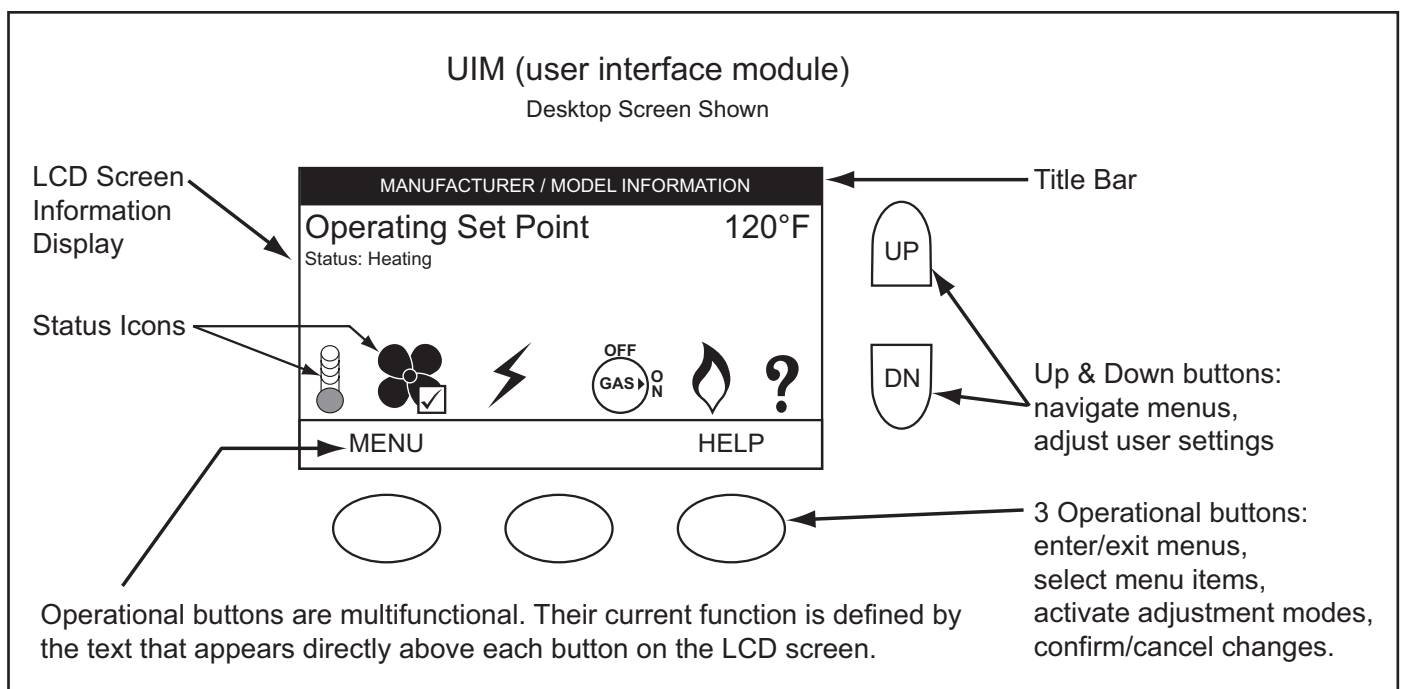 UIM (user interface module)
Desktop Screen Shown
LCD Screen
Information
Display
MANUFACTURER / MODEL INFORMATION
Title Bar
Operating Set Point 120°F
Status: Heating
UP
Status Icons
OFF
GAS
ON
?
DN
Up & Down buttons:
navigate menus,
adjust user settings
MENU HELP
3 Operational buttons:
enter/exit menus,
select menu items,
activate adjustment modes,
confirm/cancel changes.
Operational buttons are multifunctional. Their current function is defined by
the text that appears directly above each button on the LCD screen.